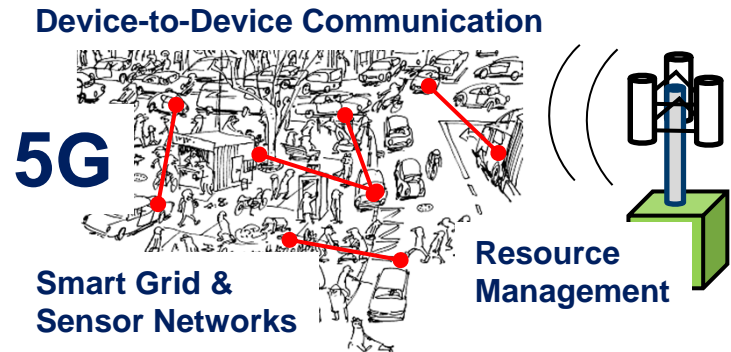 Device-to-Device Communication
5G
Smart Grid &
Sensor Networks
Resource
Management